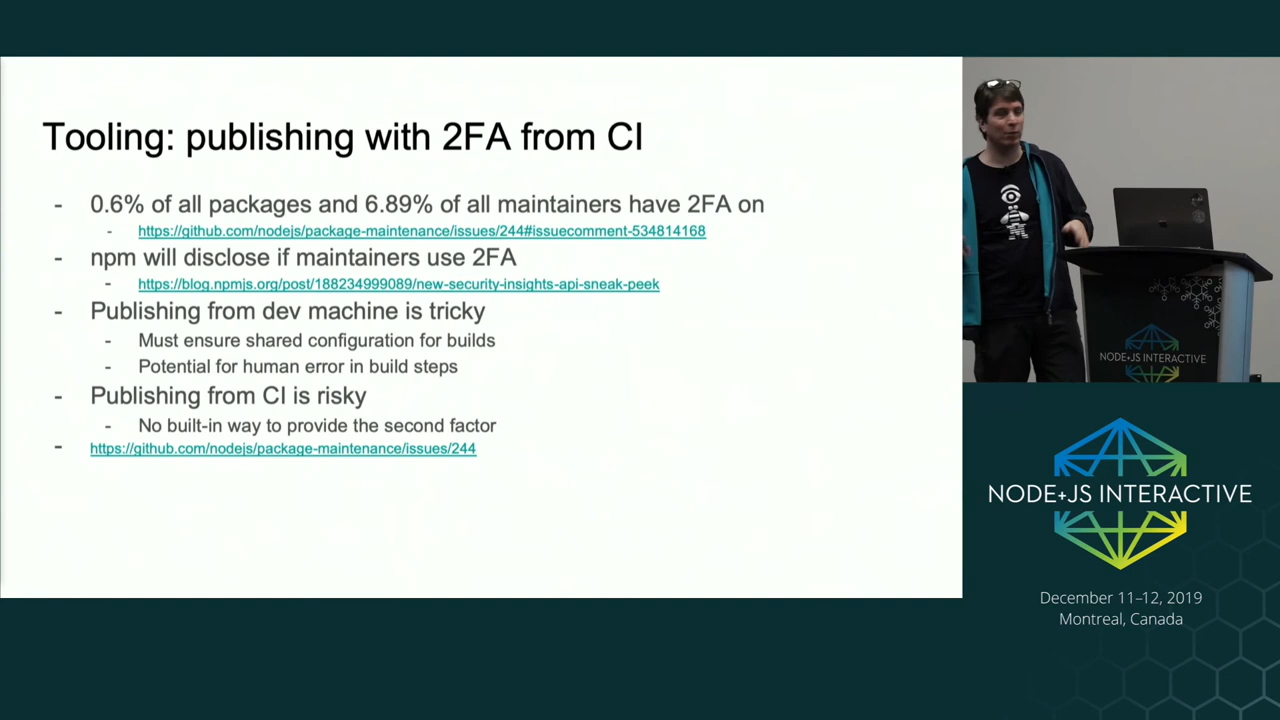 Tooling: publishing with 2FA from CI
- 0.6% of all packages and 6.89% of all maintainers have 2FA on
- https://github.com/nodejs/package-maintenance/issues/244#issuecomment-534814168
- npm will disclose if maintainers use 2FA
- https://blog.npmjs.org/post/188234999089/new-security-insights-api-sneak-peek
- Publishing from dev machine is tricky
- Must ensure shared configuration for builds
- Potential for human error in build steps
- Publishing from CI is risky
- No built-in way to provide the second factor
- https://github.com/nodejs/package-maintenance/issues/244
NODE+JS INTERACTIVE
NODE+JS INTERACTIVE
December 11–12, 2019
Montreal, Canada